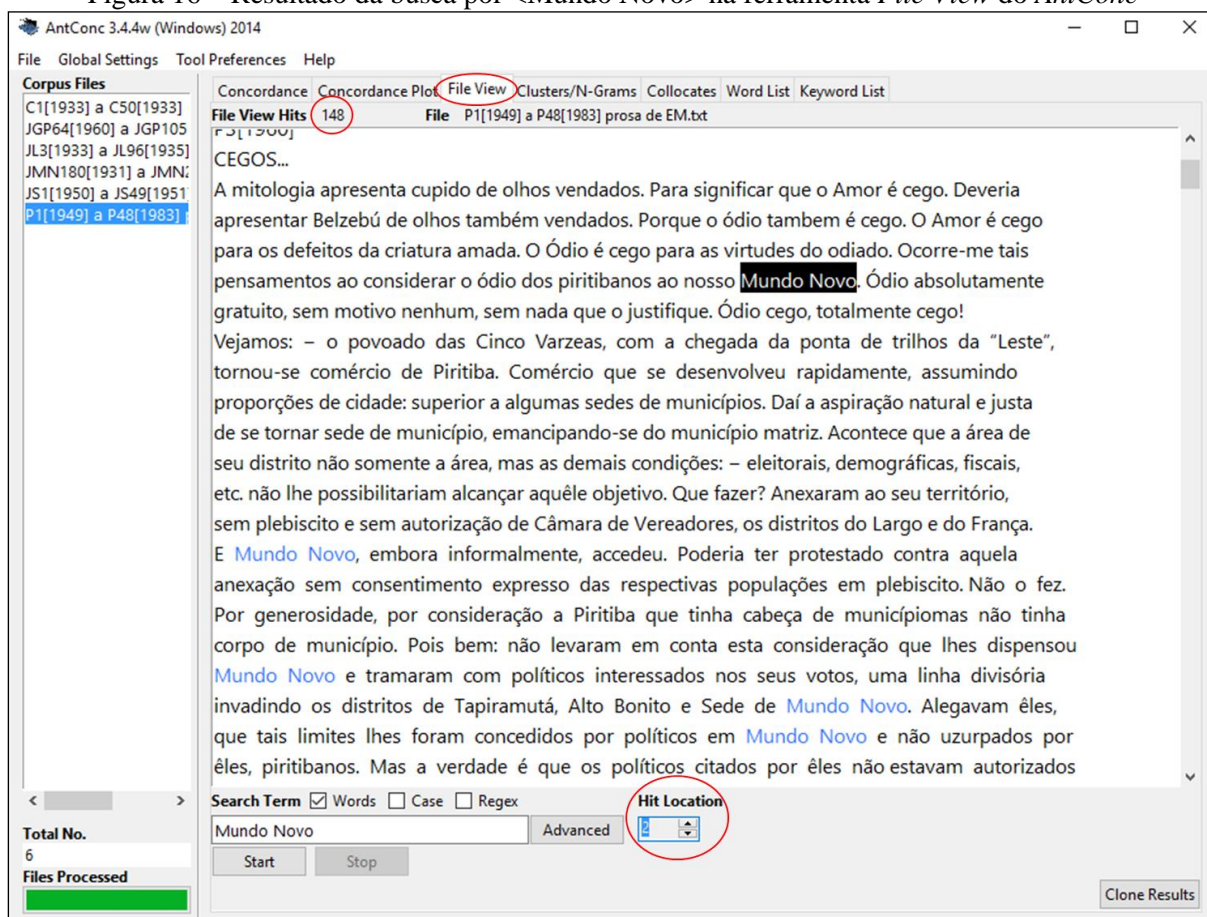 Figura 16 – Resultado da busca por <Mundo Novo> na ferramenta File View do AntConc
AntConc 3.4.4w (Windows) 2014
File Global Settings Tool Preferences Help
Corpus Files
C1[1933] a C50[1933]
JGP64[1960] a JGP105
JL3[1933] a JL96[1935]
JMN180[1931] a JMN2
JS1[1950] a JS49[1951]
P1[1949] a P48[1983] p
Concordance Concordance Plot File View Clusters/N-Grams Collocates Word List Keyword List
File View Hits 148 File P1[1949] a P48[1983] prosa de EM.txt
CEGOS...
A mitologia apresenta cupido de olhos vendados. Para significar que o Amor é cego. Deveria
apresentar Belzebú de olhos também vendados. Porque o ódio tambem é cego. O Amor é cego
para os defeitos da criatura amada. O Ódio é cego para as virtudes do odiado. Ocorre-me tais
pensamentos ao considerar o ódio dos piritibanos ao nosso Mundo Novo. Ódio absolutamente
gratuito, sem motivo nenhum, sem nada que o justifique. Ódio cego, totalmente cego!
Vejamos: – o povoado das Cinco Varzeas, com a chegada da ponta de trilhos da “Leste”,
tornou-se comércio de Piritiba. Comércio que se desenvolveu rapidamente, assumindo
proporções de cidade: superior a algumas sedes de municípios. Daí a aspiração natural e justa
de se tornar sede de município, emancipando-se do município matriz. Acontece que a área de
seu distrito não somente a área, mas as demais condições: – eleitorais, demográficas, fiscais,
etc. não lhe possibilitariam alcançar aquêle objetivo. Que fazer? Anexaram ao seu território,
sem plebiscito e sem autorização de Câmara de Vereadores, os distritos do Largo e do França.
E Mundo Novo, embora informalmente, accedeu. Poderia ter protestado contra aquela
anexação sem consentimento expresso das respectivas populações em plebiscito. Não o fez.
Por generosidade, por consideração a Piritiba que tinha cabeça de municípiomas não tinha
corpo de município. Pois bem: não levaram em conta esta consideração que lhes dispensou
Mundo Novo e tramaram com políticos interessados nos seus votos, uma linha divisória
invadindo os distritos de Tapiramutá, Alto Bonito e Sede de Mundo Novo. Alegavam êles,
que tais limites lhes foram concedidos por políticos em Mundo Novo e não uzurpados por
êles, piritibanos. Mas a verdade é que os políticos citados por êles não estavam autorizados
Search Term Words Case Regex Hit Location
Mundo Novo Advanced 2
Start Stop
Total No.
6
Files Processed
Clone Results